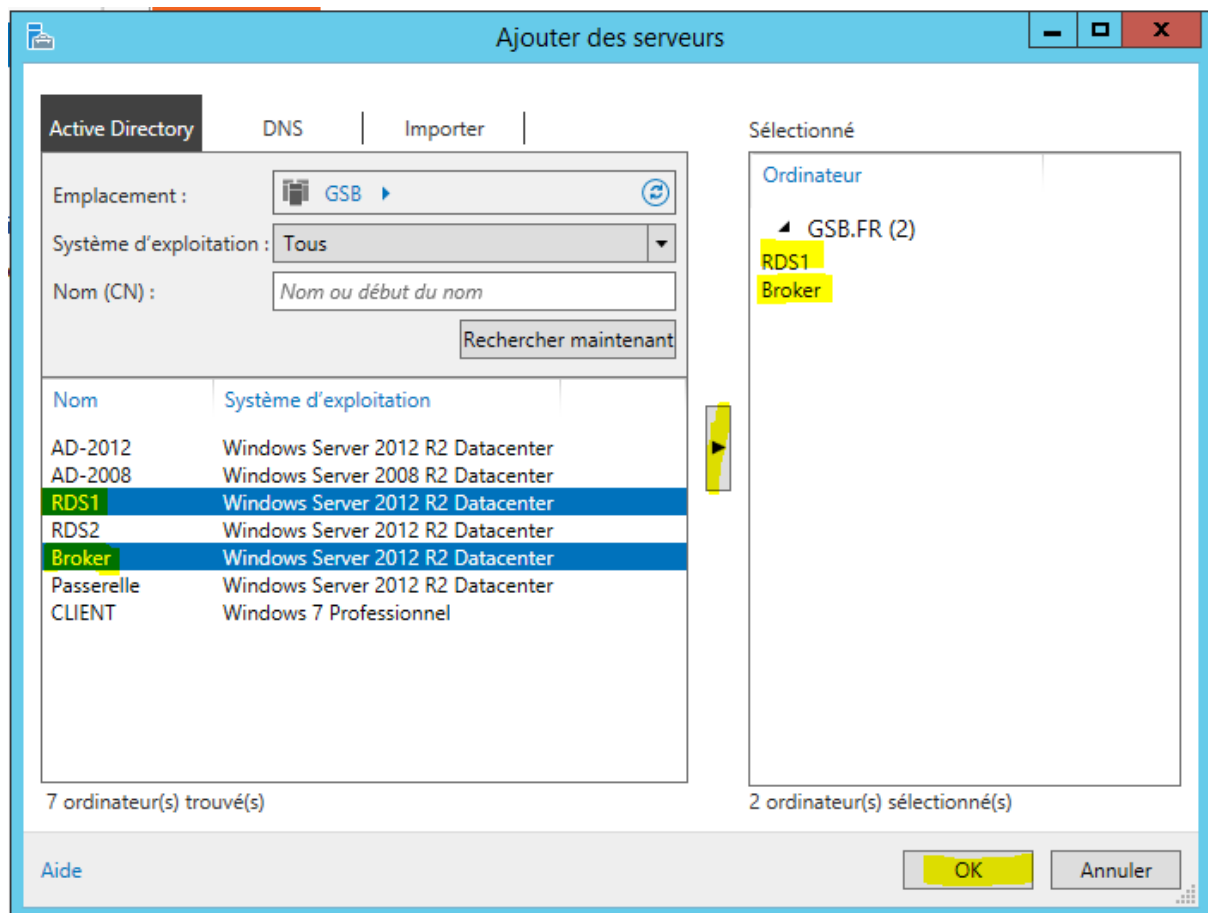 Ajouter des serveurs
Active Directory DNS Importer
Sélectionné
Emplacement : GSB
Système d'exploitation : Tous
Nom (CN) : Nom ou début du nom
Rechercher maintenant
Ordinateur
GSB.FR (2)
RDS1
Broker
Nom Système d'exploitation
AD-2012 Windows Server 2012 R2 Datacenter
AD-2008 Windows Server 2008 R2 Datacenter
RDS1 Windows Server 2012 R2 Datacenter
RDS2 Windows Server 2012 R2 Datacenter
Broker Windows Server 2012 R2 Datacenter
Passerelle Windows Server 2012 R2 Datacenter
CLIENT Windows 7 Professionnel
7 ordinateur(s) trouvé(s)
2 ordinateur(s) sélectionné(s)
Aide OK Annuler